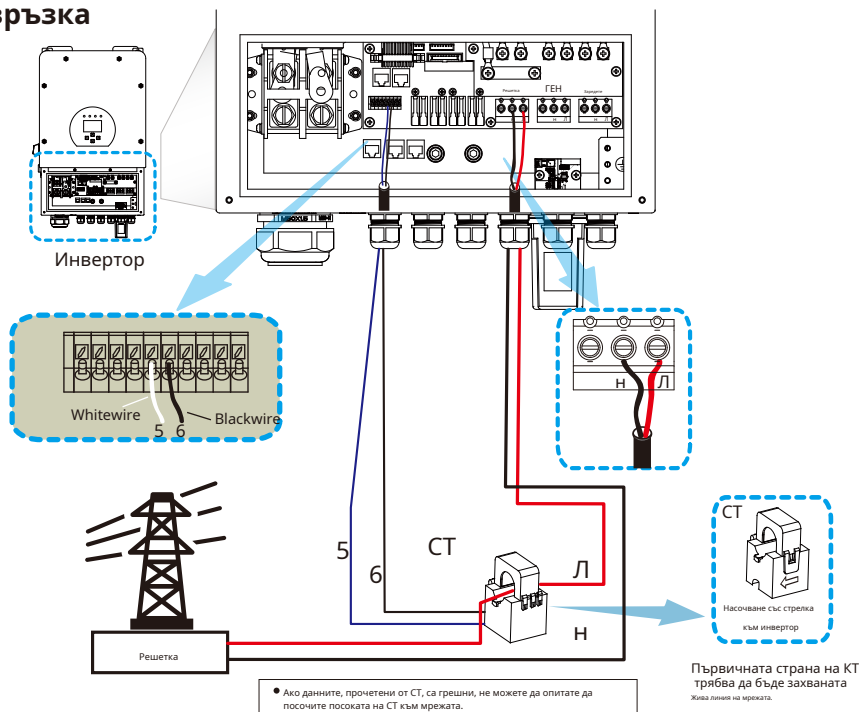 връзка
Решетка
ГЕН
Заредете
н
Л
н
Л
Инвертор
н
Л
Whitewire
Blackwire
5
6
5
6
СТ
Л
н
Решетка
СТ
Насочване със стрелка
към инвертор
Първичната страна на КТ
трябва да бъде захваната
Жива линия на мрежата.
● Ако данните, прочетени от СТ, са грешни, не можете да опитате да
посочите посоката на СТ към мрежата.